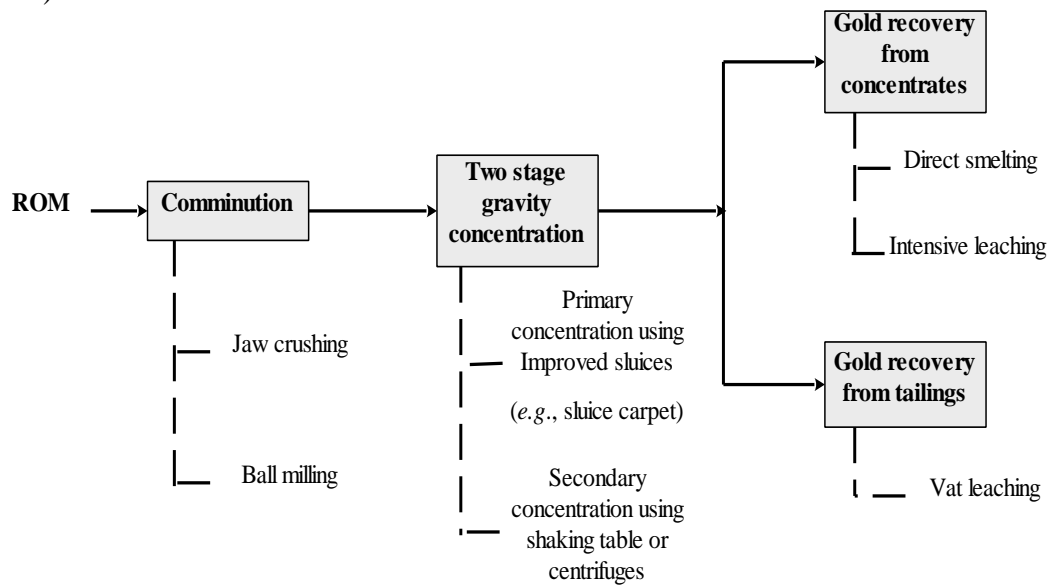 )
ROM
Comminution
Jaw crushing
Ball milling
Two stage
gravity
concentration
Primary
concentration using
Improved sluices
(e.g., sluice carpet)
Secondary
concentration using
shaking table or
centrifuges
Gold recovery
from
concentrates
Direct smelting
Intensive leaching
Gold recovery
from tailings
Vat leaching